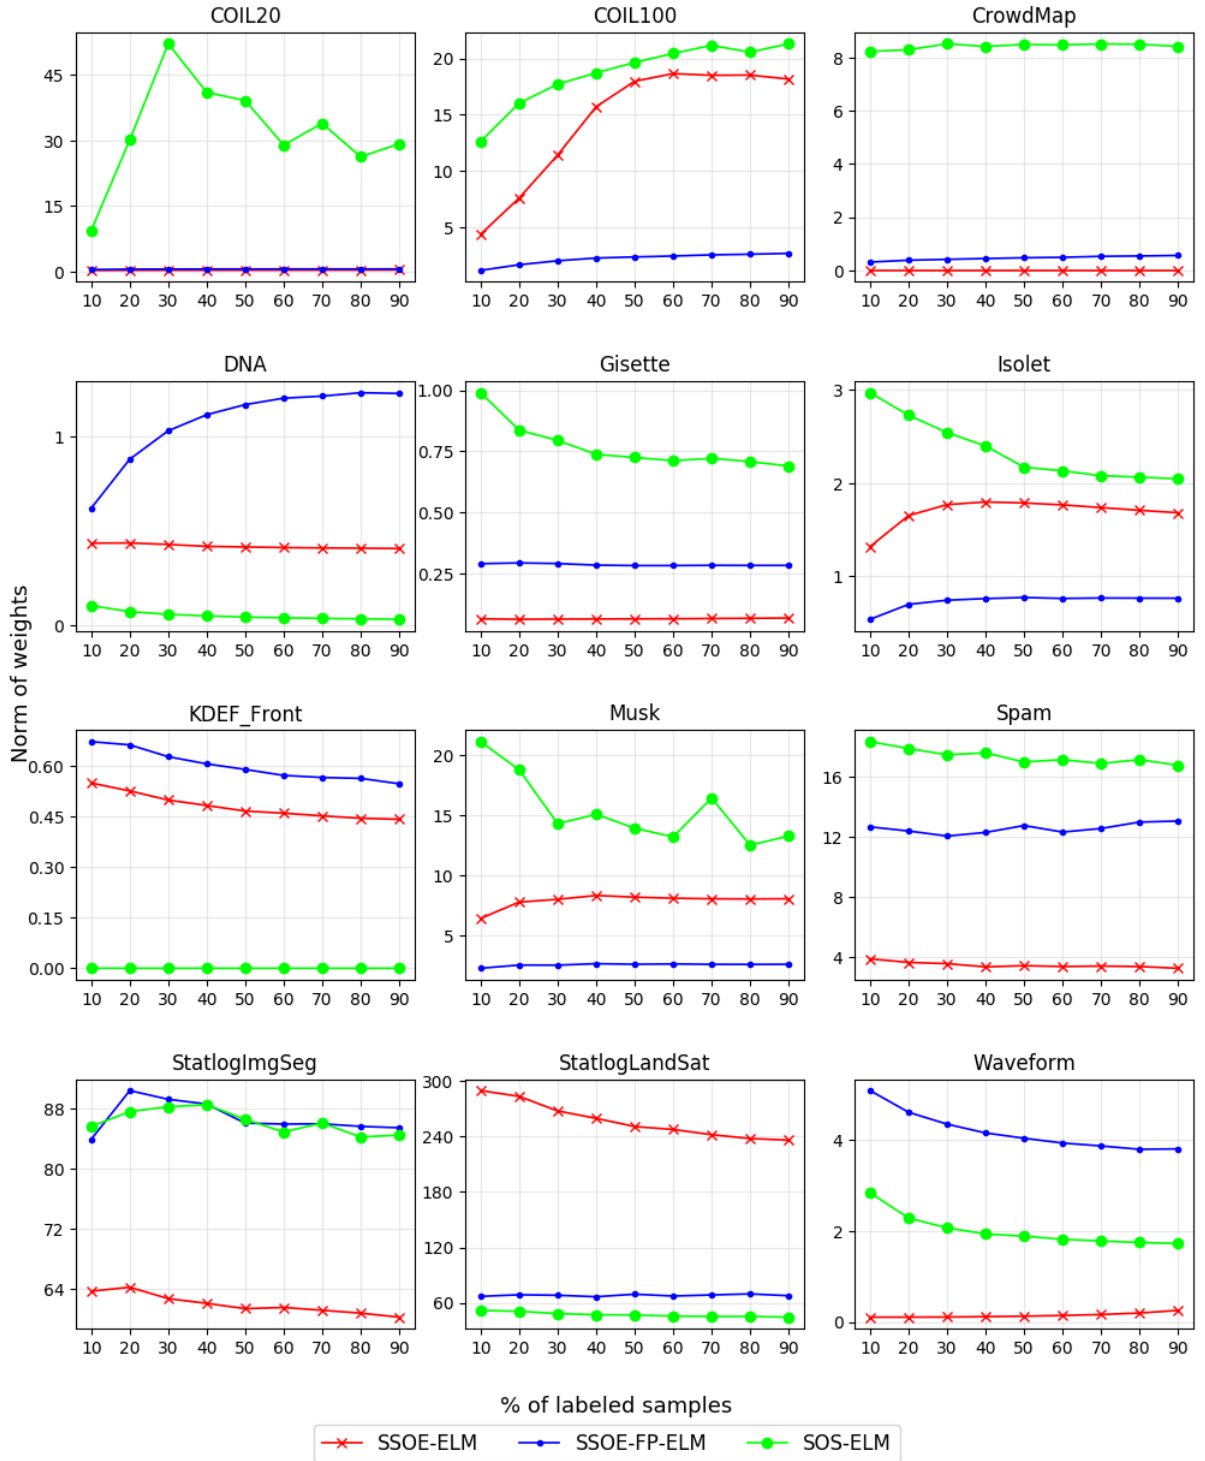 COIL20 COIL100 CrowdMap
45
30
15
0
10 20 30 40 50 60 70 80 90
20
15
10
5
10 20 30 40 50 60 70 80 90
8
6
4
2
0
10 20 30 40 50 60 70 80 90
DNA Gisette Isolet
1
0
10 20 30 40 50 60 70 80 90
1.00
0.75
0.50
0.25
10 20 30 40 50 60 70 80 90
3
2
1
10 20 30 40 50 60 70 80 90
Norm of weights
KDEF_Front Musk Spam
0.60
0.45
0.30
0.15
0.00
10 20 30 40 50 60 70 80 90
20
15
10
5
10 20 30 40 50 60 70 80 90
16
12
8
4
10 20 30 40 50 60 70 80 90
StatlogImgSeg StatlogLandSat Waveform
88
80
72
64
10 20 30 40 50 60 70 80 90
300
240
180
120
60
10 20 30 40 50 60 70 80 90
4
2
0
10 20 30 40 50 60 70 80 90
% of labeled samples
SSOE-ELM SSOE-FP-ELM SOS-ELM